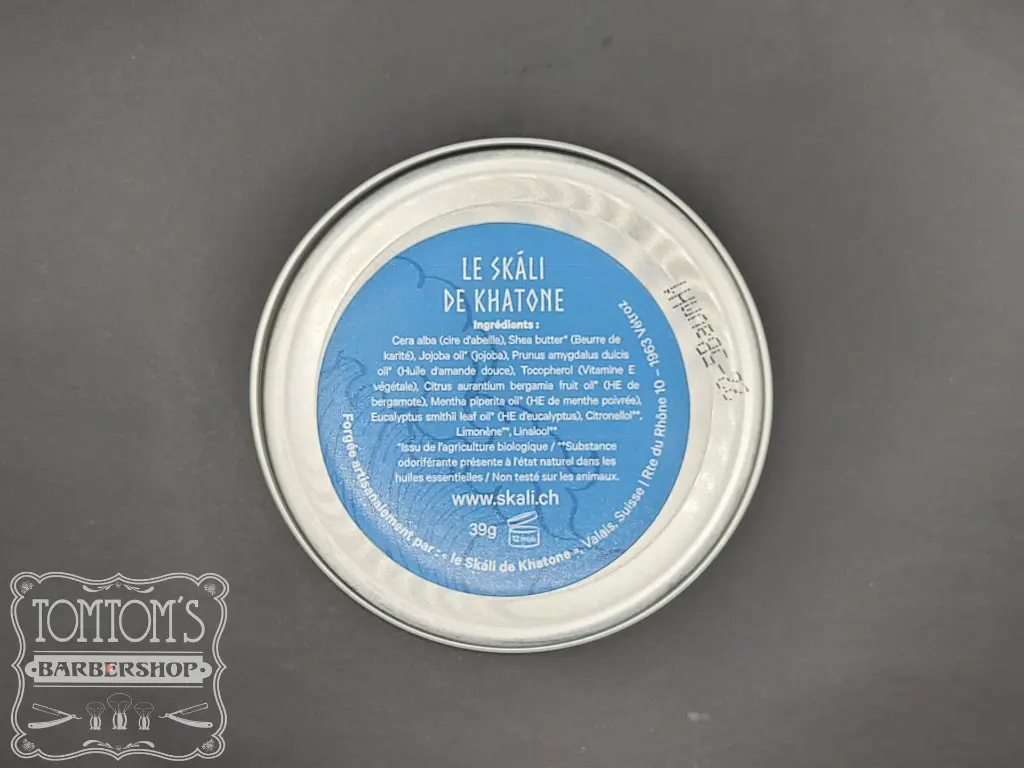 LE SKÁLI
DE KHATONE
Ingrédients :
Cera alba (cire d'abeille), Shea butter* (Beurre de
karité), Jojoba oil* (jojoba), Prunus amygdalus dulcis
oil* (Huile d'amande douce), Tocopherol (Vitamine E
végétale), Citrus aurantium bergamia fruit oil* (HE de
bergamote), Mentha piperita oil* (HE de menthe poivrée),
Eucalyptus smithii leaf oil* (HE d'eucalyptus), Citronellol**,
Limonène**, Linalool**
*Issu de l'agriculture biologique / **Substance
odoriférante présente à l'état naturel dans les
huiles essentielles / Non testé sur les animaux.
www.skali.ch
39g
12 mois
Forgée artisanalement par : « le Skáli de Khatone », Valais, Suisse | Rte du Rhône 10 – 1963 Vétroz
TOMTOM'S
BARBERSHOP